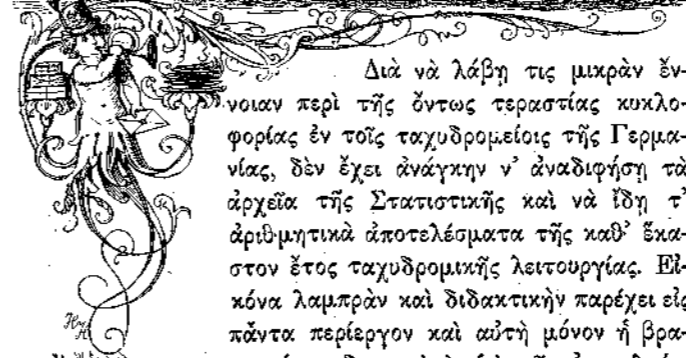 Διὰ νὰ λάβῃ τις μικρὰν ἔν-
νοιαν περὶ τῆς ὄντως τεραστίας κυκλο-
φορίας ἐν τοῖς ταχυδρομείοις τῆς Γερμα-
νίας, δὲν ἔχει ἀνάγκην ν’ ἀναδιφήσῃ τὰ
ἀρχεῖα τῆς Στατιστικῆς καὶ νὰ ἴδῃ τ’
ἀριθμητικὰ ἀποτελέσματα τῆς καθ’ ἕκα-
στον ἔτος ταχυδρομικῆς λειτουργίας. Εἰ-
κόνα λαμπρὰν καὶ διδακτικὴν παρέχει εἰς
πάντα περίεργον καὶ αὐτὴ μόνον ἡ βρα-